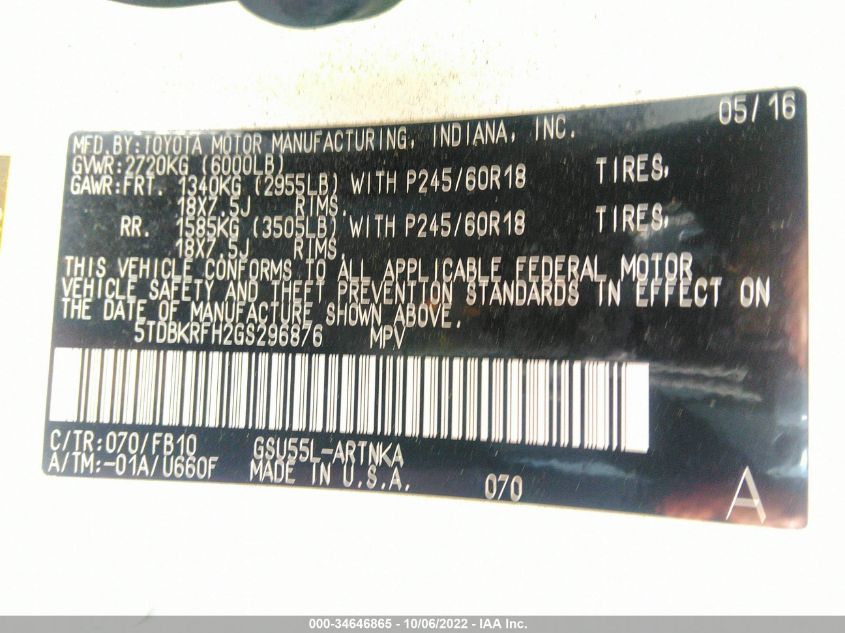 05/16
MFD.BY:TOYOTA MOTOR MANUFACTURING, INDIANA, INC.
GVWR:2720KG (6000LB)
GAWR:FRT. 1340KG (2955LB) WITH P245/60R18 TIRES,
18X7.5J RIMS.
RR. 1585KG (3505LB) WITH P245/60R18 TIRES,
18X7.5J RIMS.
THIS VEHICLE CONFORMS TO ALL APPLICABLE FEDERAL MOTOR
VEHICLE SAFETY AND THEFT PREVENTION STANDARDS IN EFFECT ON
THE DATE OF MANUFACTURE SHOWN ABOVE.
5TDBKRFH2GS296876 MPV
C/TR:070/FB10 GSU55L-ARTNKA
A/TM:-01A/U660F MADE IN U.S.A. 070
A
000-34646865 - 10/06/2022 - IAA Inc.